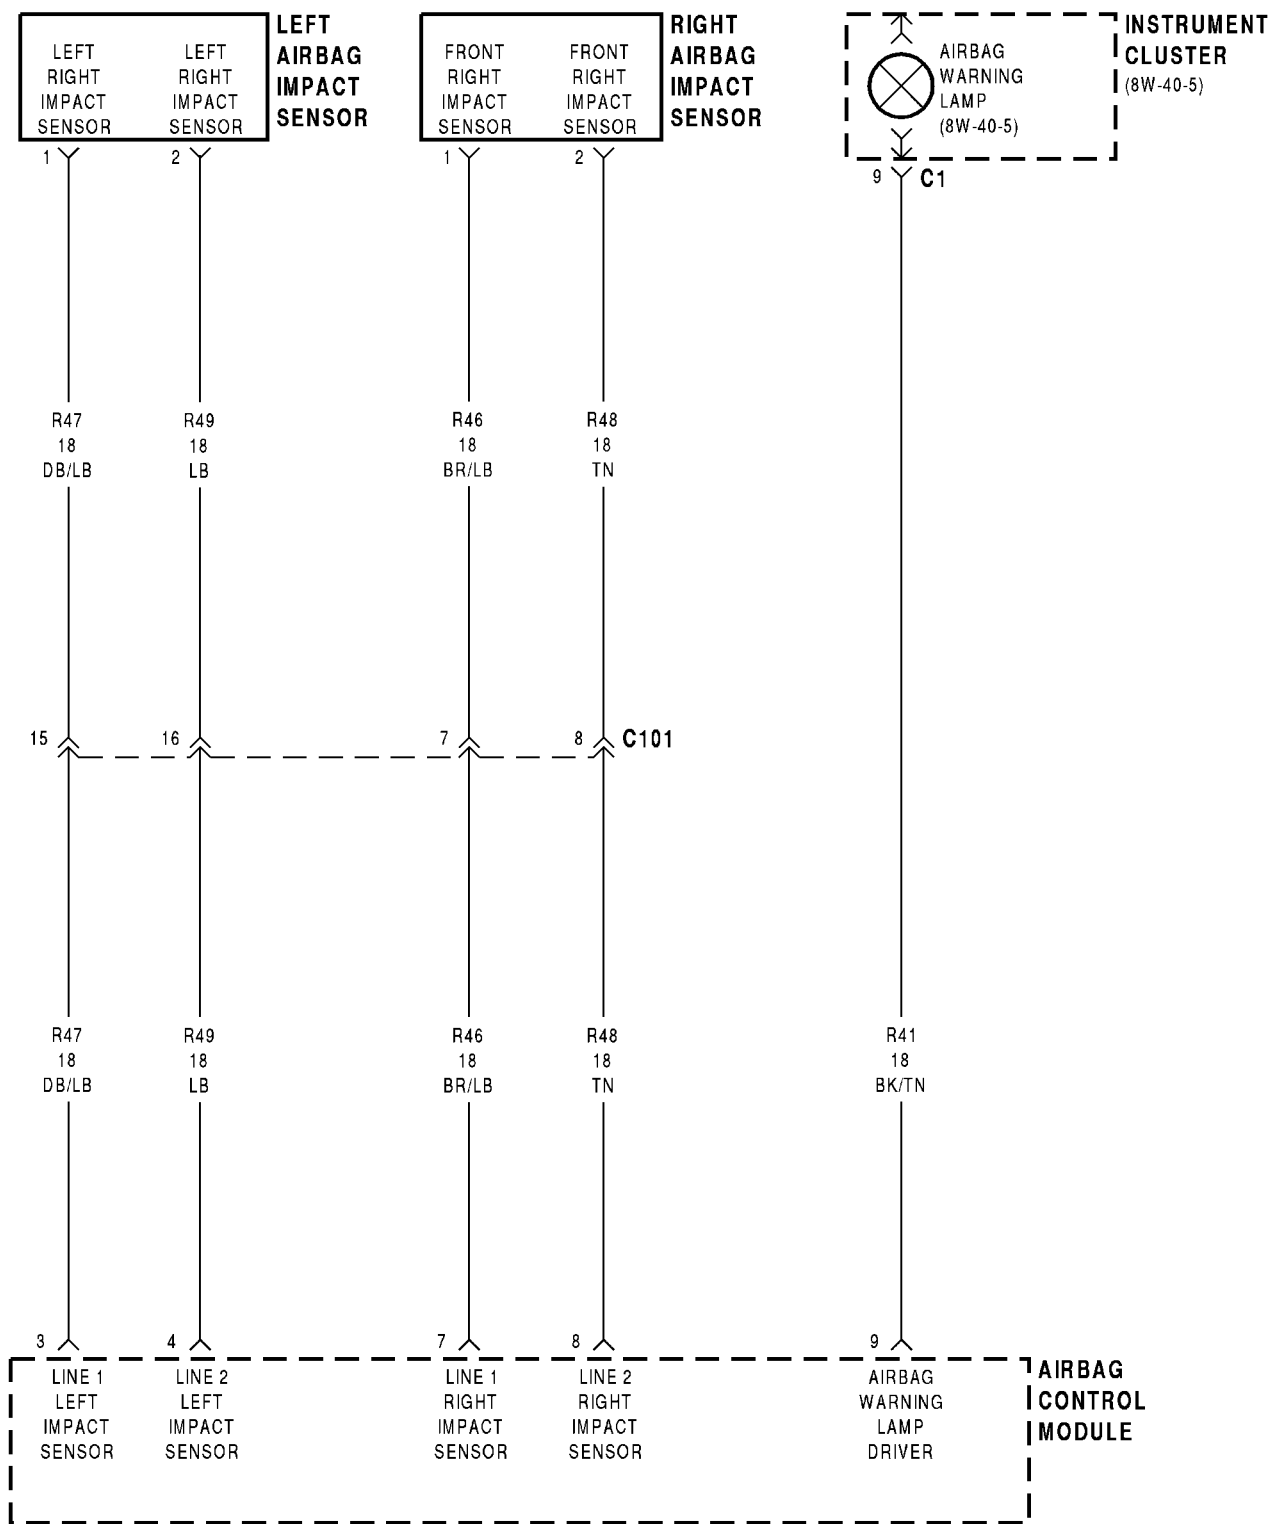 LEFT
RIGHT
IMPACT
SENSOR
LEFT
RIGHT
IMPACT
SENSOR
LEFT
AIRBAG
IMPACT
SENSOR
FRONT
RIGHT
IMPACT
SENSOR
FRONT
RIGHT
IMPACT
SENSOR
RIGHT
AIRBAG
IMPACT
SENSOR
AIRBAG
WARNING
LAMP
(8W-40-5)
INSTRUMENT
CLUSTER
(8W-40-5)
1
2
1
2
9
C1
R47
18
DB/LB
R49
18
LB
R46
18
BR/LB
R48
18
TN
15
16
7
8
C101
R47
18
DB/LB
R49
18
LB
R46
18
BR/LB
R48
18
TN
R41
18
BK/TN
3
4
7
8
9
LINE 1
LEFT
IMPACT
SENSOR
LINE 2
LEFT
IMPACT
SENSOR
LINE 1
RIGHT
IMPACT
SENSOR
LINE 2
RIGHT
IMPACT
SENSOR
AIRBAG
WARNING
LAMP
DRIVER
AIRBAG
CONTROL
MODULE